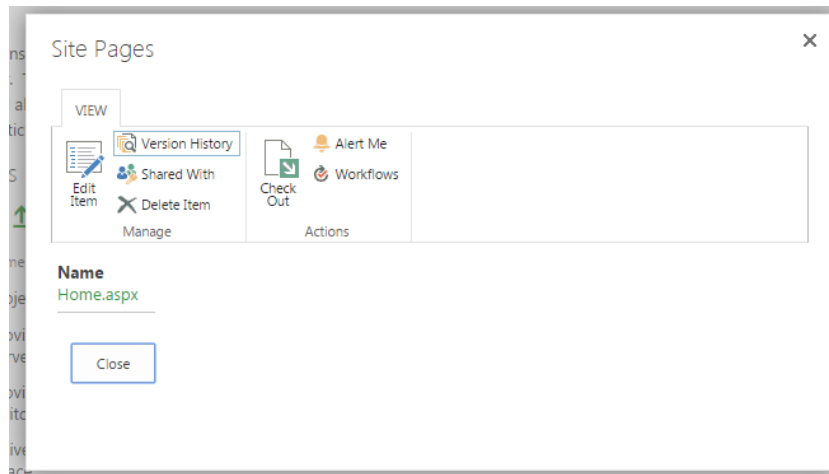 Site Pages
VIEW
Edit
Item
Version History
Shared With
Delete Item
Manage
Check
Out
Alert Me
Workflows
Actions
Name
Home.aspx
Close